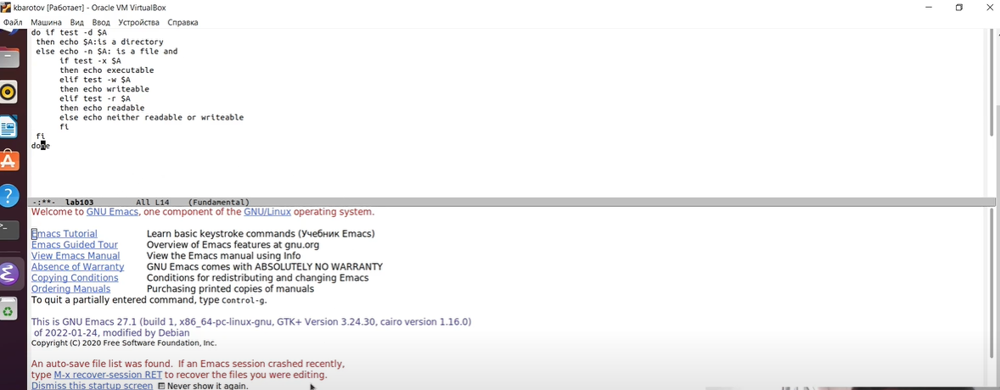 kbarotov [Работает] - Oracle VM VirtualBox
Файл Машина Вид Ввод Устройства Справка
do if test -d $A
then echo $A:is a directory
else echo -n $A: is a file and
if test -x $A
then echo executable
elif test -w $A
then echo writeable
elif test -r $A
then echo readable
else echo neither readable or writeable
fi
fi
done
-:**- lab103 All L14 (Fundamental)
Welcome to GNU Emacs, one component of the GNU/Linux operating system.
Emacs Tutorial Learn basic keystroke commands (Учебник Emacs)
Emacs Guided Tour Overview of Emacs features at gnu.org
View Emacs Manual View the Emacs manual using Info
Absence of Warranty GNU Emacs comes with ABSOLUTELY NO WARRANTY
Copying Conditions Conditions for redistributing and changing Emacs
Ordering Manuals Purchasing printed copies of manuals
To quit a partially entered command, type Control-g.
This is GNU Emacs 27.1 (build 1, x86_64-pc-linux-gnu, GTK+ Version 3.24.30, cairo version 1.16.0)
of 2022-01-24, modified by Debian
Copyright (C) 2020 Free Software Foundation, Inc.
An auto-save file list was found. If an Emacs session crashed recently,
type M-x recover-session RET to recover the files you were editing.
Dismiss this startup screen Never show it again.